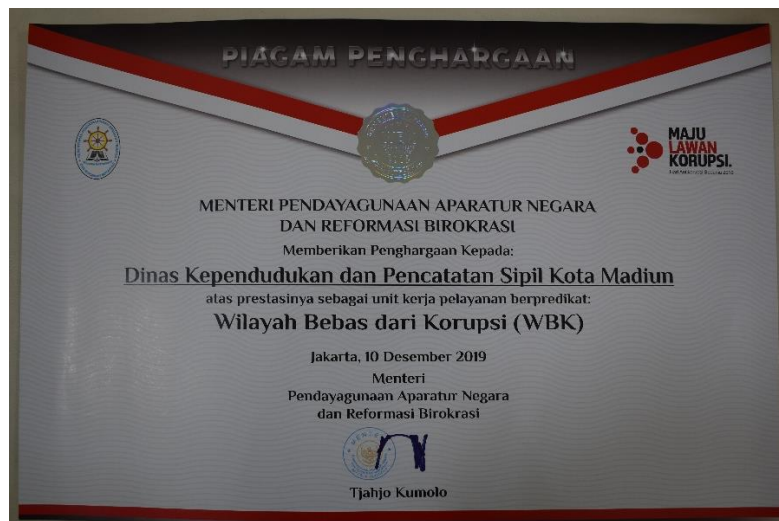 PIAGAM PENGHARGAAN
MAJU
LAWAN
KORUPSI.
MENTERI PENDAYAGUNAAN APARATUR NEGARA
DAN REFORMASI BIROKRASI
Memberikan Penghargaan Kepada:
Dinas Kependudukan dan Pencatatan Sipil Kota Madiun
atas prestasinya sebagai unit kerja pelayanan berpredikat:
Wilayah Bebas dari Korupsi (WBK)
Jakarta, 10 Desember 2019
Menteri
Pendayagunaan Aparatur Negara
dan Reformasi Birokrasi
Tjahjo Kumolo